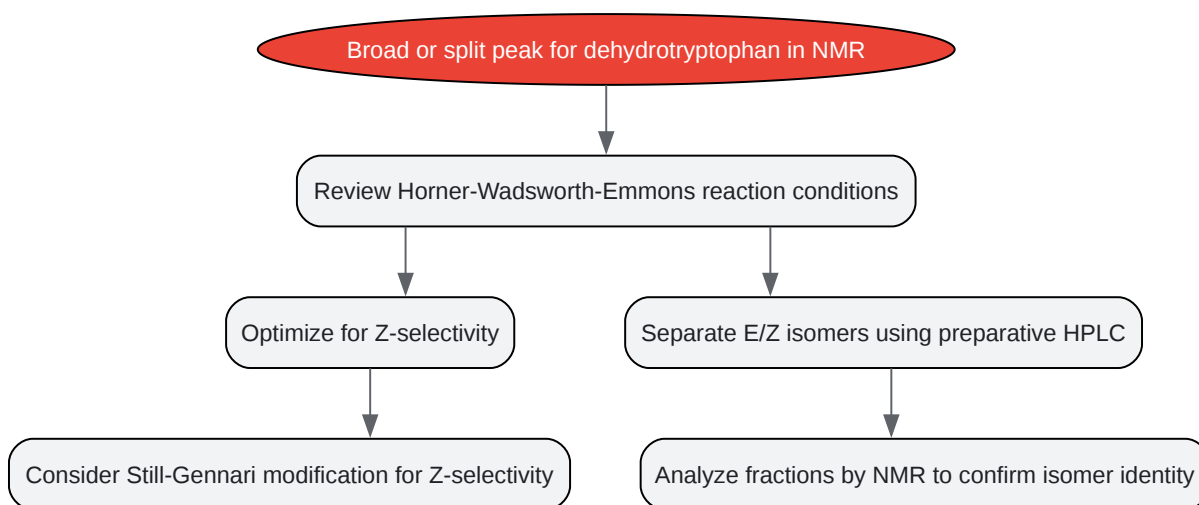 Broad or split peak for dehydrotryptophan in NMR
Review Horner-Wadsworth-Emmons reaction conditions
Optimize for Z-selectivity
Separate E/Z isomers using preparative HPLC
Consider Still-Gennari modification for Z-selectivity
Analyze fractions by NMR to confirm isomer identity